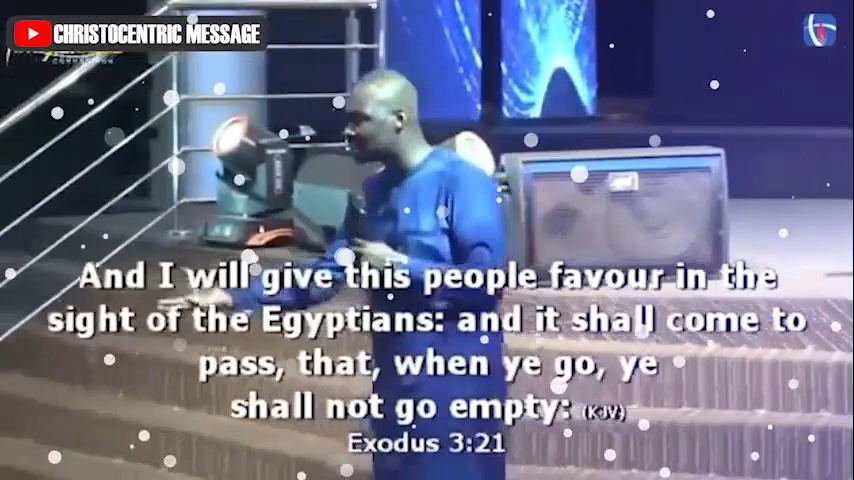 CHRISTOCENTRIC MESSAGE
And I will give this people favour in the
sight of the Egyptians: and it shall come to
pass, that, when ye go, ye
shall not go empty: (KJV)
Exodus 3:21